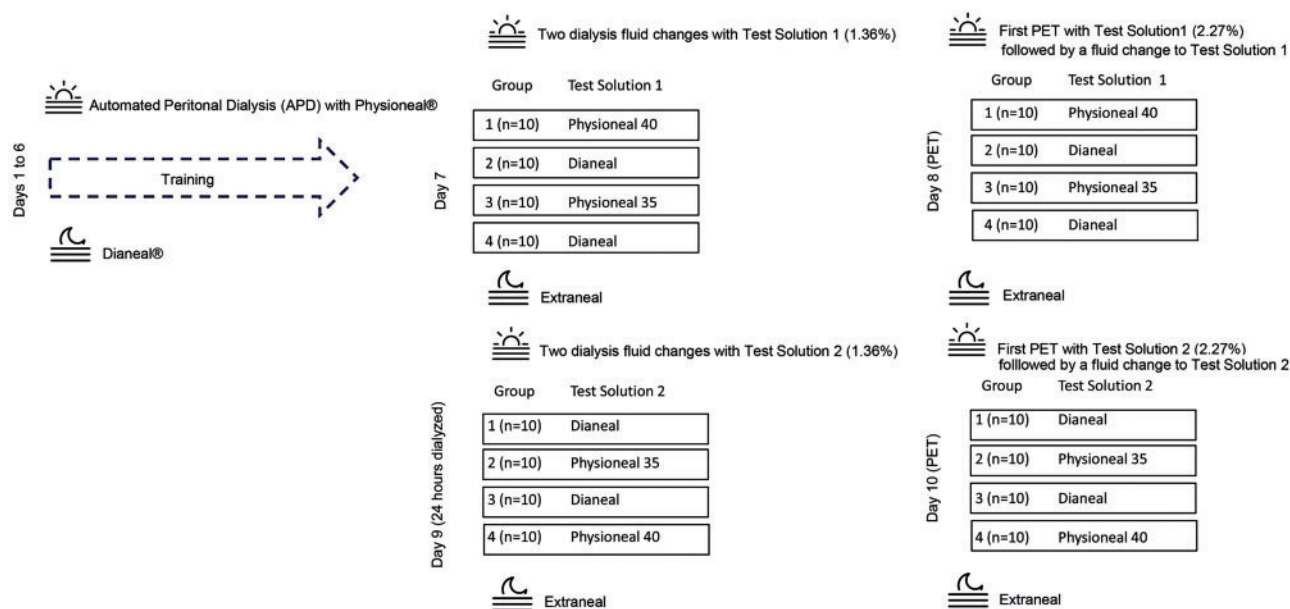 Days 1 to 6
Automated Peritonal Dialysis (APD) with Physioneal®
Training
Dianeal®
Day 7
Two dialysis fluid changes with Test Solution 1 (1.36%)
Group Test Solution 1
1 (n=10) Physioneal 40
2 (n=10) Dianeal
3 (n=10) Physioneal 35
4 (n=10) Dianeal
Extraneal
Day 8 (PET)
First PET with Test Solution1 (2.27%)
followed by a fluid change to Test Solution 1
Group Test Solution 1
1 (n=10) Physioneal 40
2 (n=10) Dianeal
3 (n=10) Physioneal 35
4 (n=10) Dianeal
Extraneal
Day 9 (24 hours dialyzed)
Two dialysis fluid changes with Test Solution 2 (1.36%)
Group Test Solution 2
1 (n=10) Dianeal
2 (n=10) Physioneal 35
3 (n=10) Dianeal
4 (n=10) Physioneal 40
Extraneal
Day 10 (PET)
First PET with Test Solution 2 (2.27%)
folllowed by a fluid change to Test Solution 2
Group Test Solution 2
1 (n=10) Dianeal
2 (n=10) Physioneal 35
3 (n=10) Dianeal
4 (n=10) Physioneal 40
Extraneal